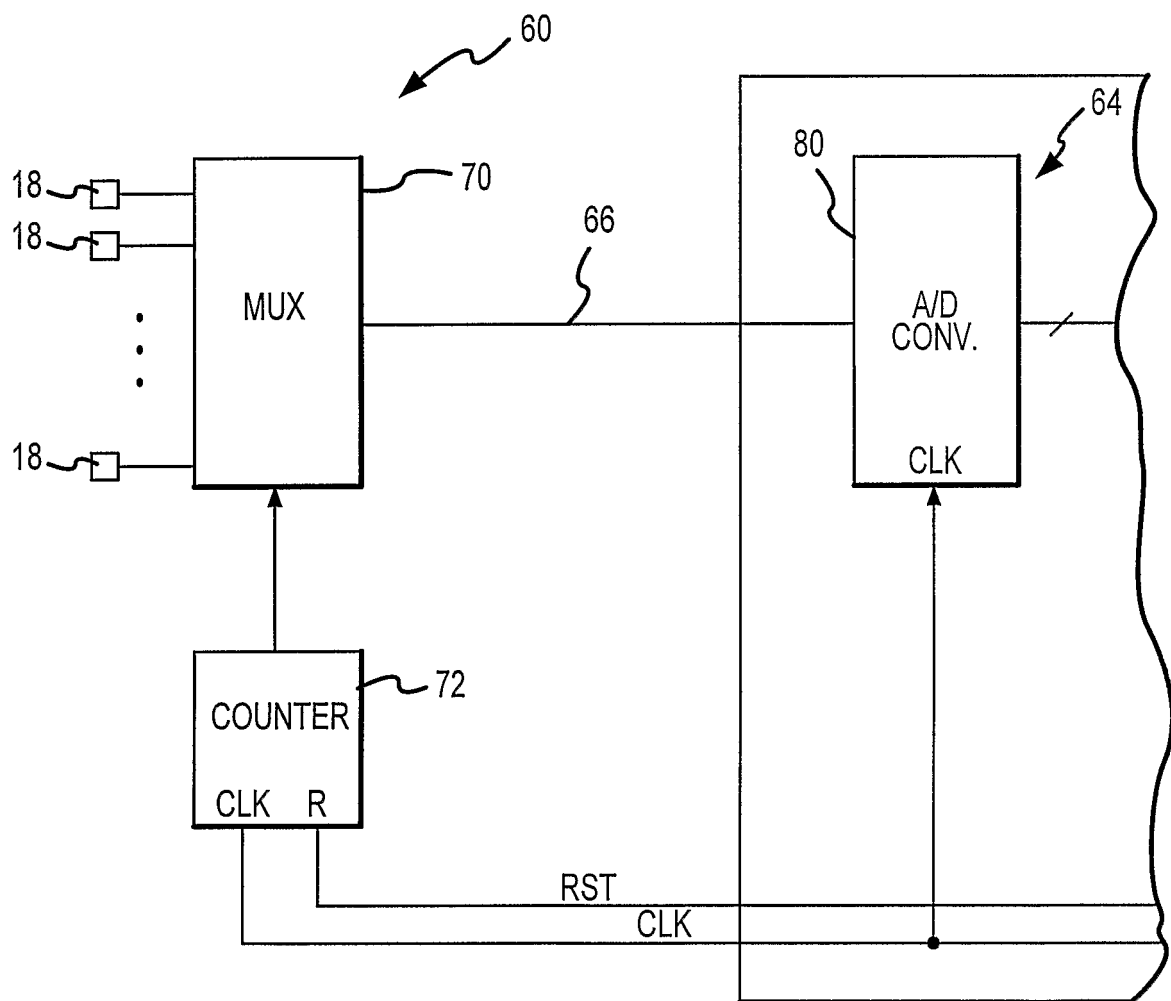 60
64
80
18
70
18
66
MUX
A/D
CONV.
18
CLK
72
COUNTER
CLK R
RST
CLK